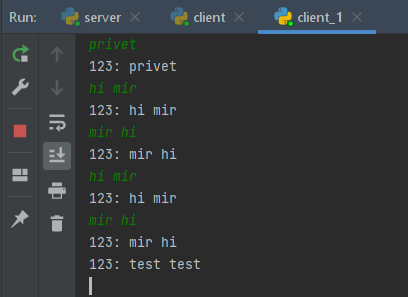 Run: server client client_1
privet
123: privet
hi mir
123: hi mir
mir hi
123: mir hi
hi mir
123: hi mir
mir hi
123: mir hi
123: test test